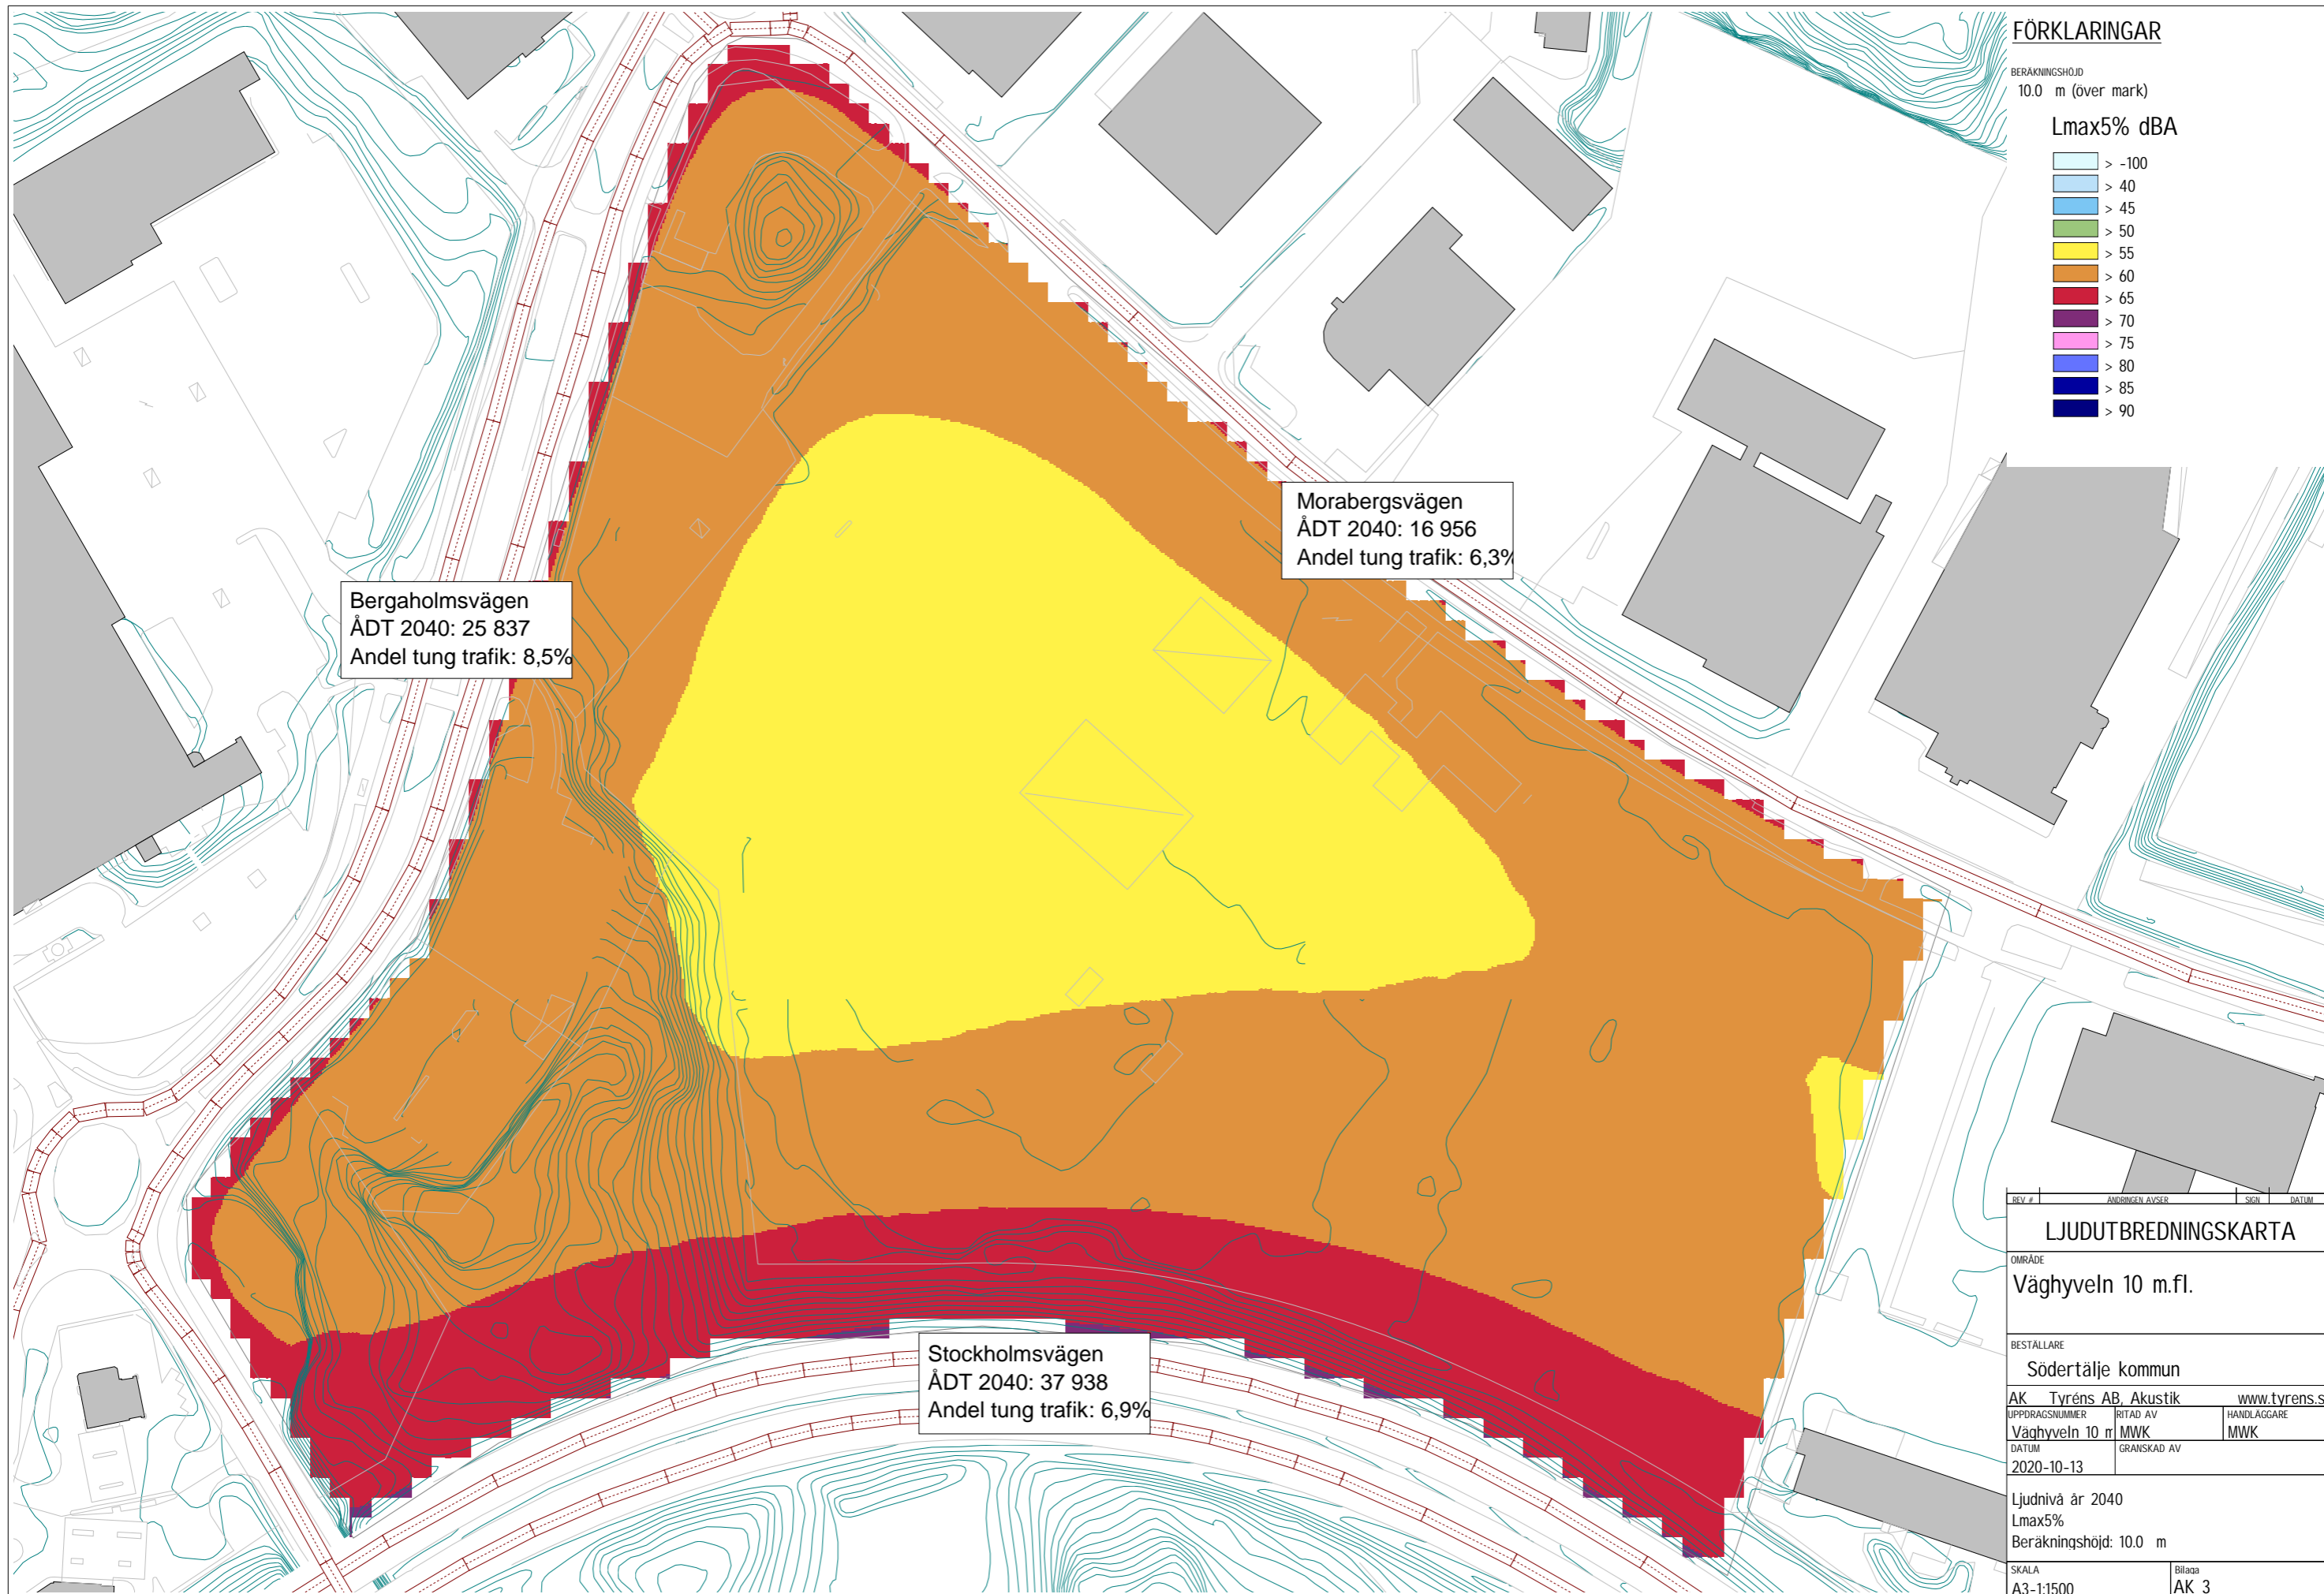 FÖRKLARINGAR
BERÄKNINGSHÖJD
10.0 m (över mark)
Lmax5% dBA
> -100
> 40
> 45
> 50
> 55
> 60
> 65
> 70
> 75
> 80
> 85
> 90
Morabergsvägen
ÅDT 2040: 16 956
Andel tung trafik: 6,3%
Bergaholmsvägen
ÅDT 2040: 25 837
Andel tung trafik: 8,5%
Stockholmsvägen
ÅDT 2040: 37 938
Andel tung trafik: 6,9%
REV # ÄNDRINGEN AVSER SIGN DATUM
LJUDUTBREDNINGSKARTA
OMRÅDE
Väghyveln 10 m.fl.
BESTÄLLARE
Södertälje kommun
AK Tyréns AB, Akustik www.tyrens.s
UPPDRAGSNUMMER RITAD AV HANDLÄGGARE
Väghyveln 10 m MWK MWK
DATUM GRANSKAD AV
2020-10-13
Ljudnivå år 2040
Lmax5%
Beräkningshöjd: 10.0 m
SKALA Bilaga
A3-1:1500 AK 3